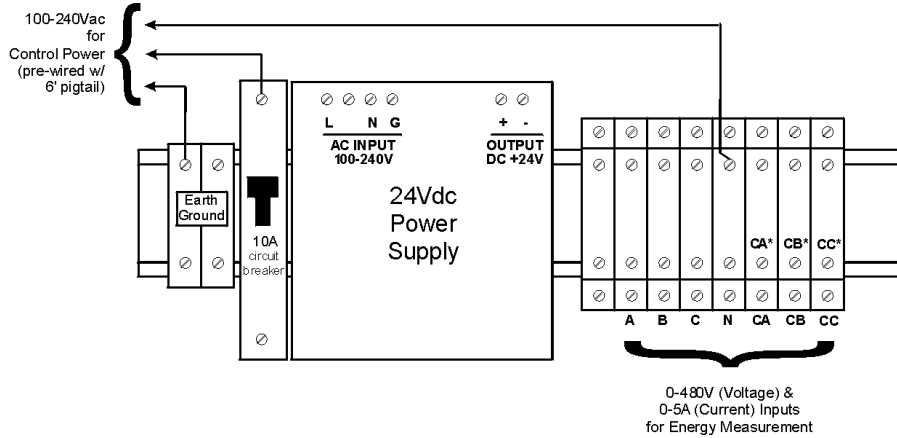 100-240Vac
for
Control Power
(pre-wired w/
6' pigtail)
L N G
AC INPUT
100-240V
+ -
OUTPUT
DC +24V
Earth
Ground
10A
circuit
breaker
24Vdc
Power
Supply
CA* CB* CC*
A B C N CA CB CC
0-480V (Voltage) &
0-5A (Current) Inputs
for Energy Measurement